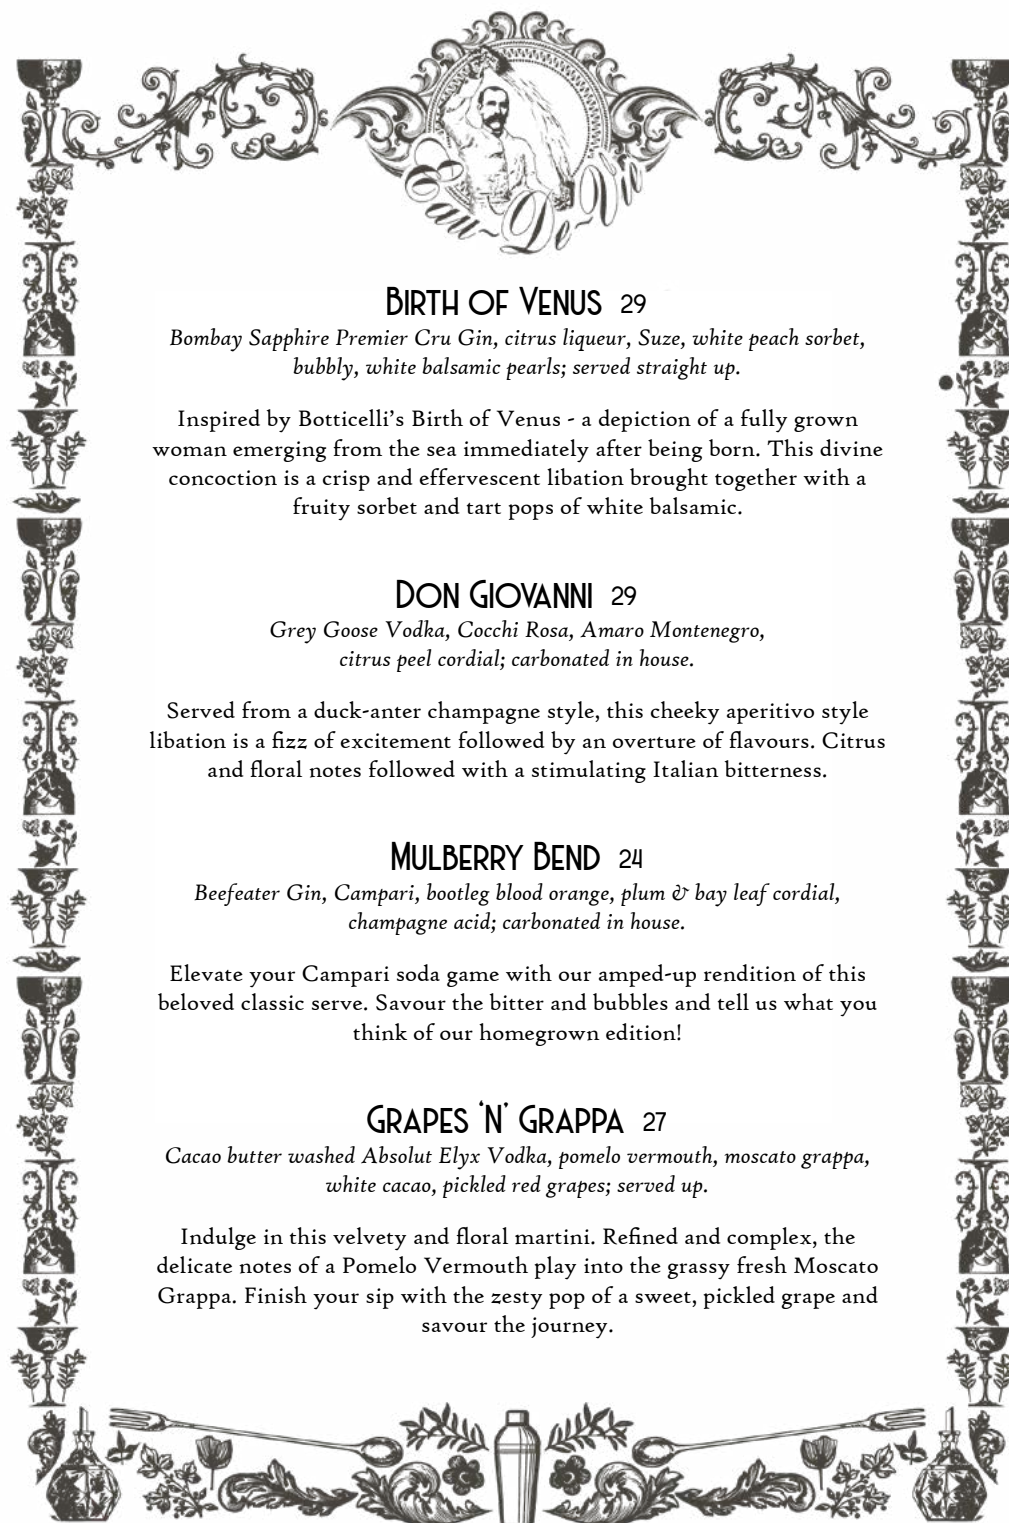 Eau-De-Vie
BIRTH OF VENUS 29
Bombay Sapphire Premier Cru Gin, citrus liqueur, Suze, white peach sorbet,
bubbly, white balsamic pearls; served straight up.
Inspired by Botticelli's Birth of Venus - a depiction of a fully grown
woman emerging from the sea immediately after being born. This divine
concoction is a crisp and effervescent libation brought together with a
fruity sorbet and tart pops of white balsamic.
DON GIOVANNI 29
Grey Goose Vodka, Cocchi Rosa, Amaro Montenegro,
citrus peel cordial; carbonated in house.
Served from a duck-anter champagne style, this cheeky aperitivo style
libation is a fizz of excitement followed by an overture of flavours. Citrus
and floral notes followed with a stimulating Italian bitterness.
MULBERRY BEND 24
Beefeater Gin, Campari, bootleg blood orange, plum & bay leaf cordial,
champagne acid; carbonated in house.
Elevate your Campari soda game with our amped-up rendition of this
beloved classic serve. Savour the bitter and bubbles and tell us what you
think of our homegrown edition!
GRAPES 'N' GRAPPA 27
Cacao butter washed Absolut Elyx Vodka, pomelo vermouth, moscato grappa,
white cacao, pickled red grapes; served up.
Indulge in this velvety and floral martini. Refined and complex, the
delicate notes of a Pomelo Vermouth play into the grassy fresh Moscato
Grappa. Finish your sip with the zesty pop of a sweet, pickled grape and
savour the journey.